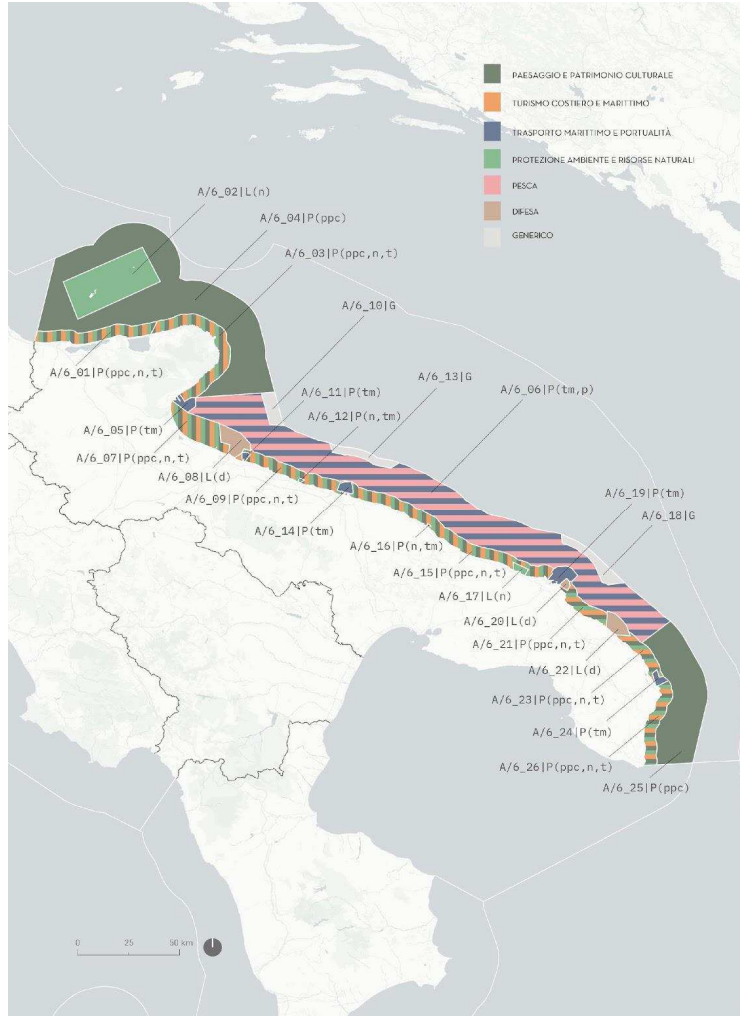 PAESAGGIO E PATRIMONIO CULTURALE
TURISMO COSTIERO E MARITTIMO
TRASPORTO MARITTIMO E PORTUALITÀ
PROTEZIONE AMBIENTE E RISORSE NATURALI
PESCA
DIFESA
GENERICO
A/6_02|L(n)
A/6_04|P(ppc)
A/6_03|P(ppc,n,t)
A/6_10|G
A/6_01|P(ppc,n,t)
A/6_13|G
A/6_11|P(tm)
A/6_06|P(tm,p)
A/6_12|P(n,tm)
A/6_05|P(tm)
A/6_07|P(ppc,n,t)
A/6_08|L(d)
A/6_09|P(ppc,n,t)
A/6_19|P(tm)
A/6_18|G
A/6_14|P(tm)
A/6_16|P(n,tm)
A/6_15|P(ppc,n,t)
A/6_17|L(n)
A/6_20|L(d)
A/6_21|P(ppc,n,t)
A/6_22|L(d)
A/6_23|P(ppc,n,t)
A/6_24|P(tm)
A/6_26|P(ppc,n,t)
A/6_25|P(ppc)
0 25 50 km